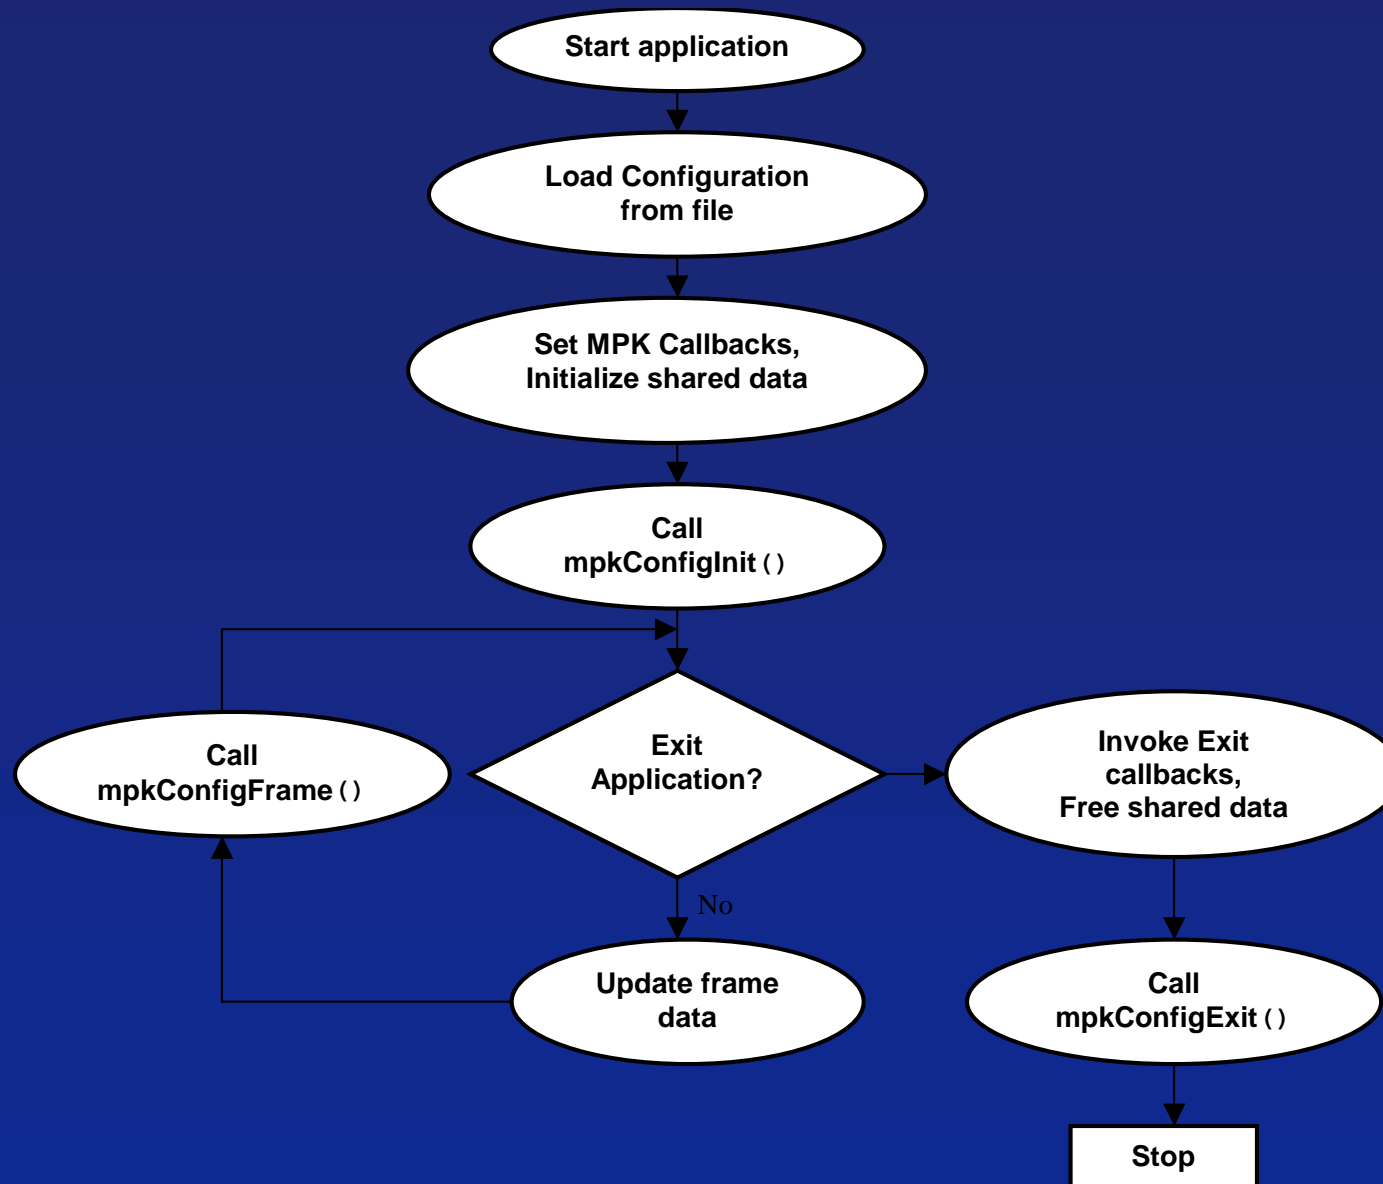 Start application
Load Configuration
from file
Set MPK Callbacks,
Initialize shared data
Call
mpkConfigInit()
Call
mpkConfigFrame()
Exit
Application?
Invoke Exit
callbacks,
Free shared data
No
Update frame
data
Call
mpkConfigExit()
Stop